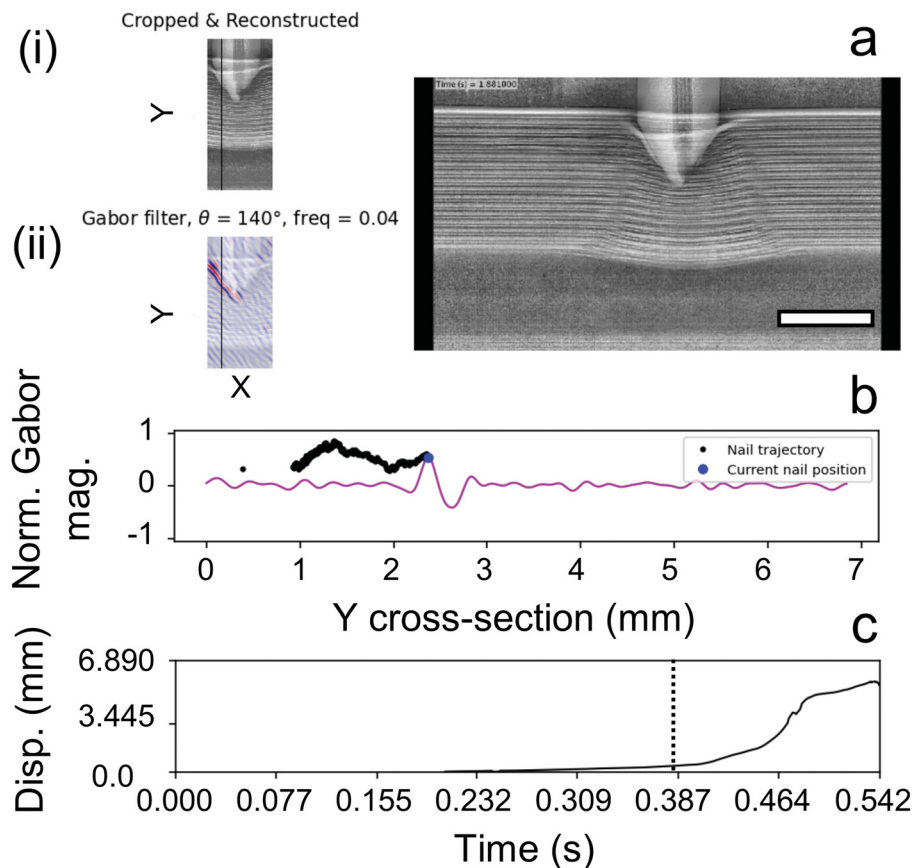 (i)
Cropped & Reconstructed
Y
a
Time (s) = 1.881000
(ii)
Gabor filter, θ = 140°, freq = 0.04
Y
X
b
Norm. Gabor
mag.
1
0
-1
Nail trajectory
Current nail position
0 1 2 3 4 5 6 7
Y cross-section (mm)
c
Disp. (mm)
6.890
3.445
0.0
0.000 0.077 0.155 0.232 0.309 0.387 0.464 0.542
Time (s)